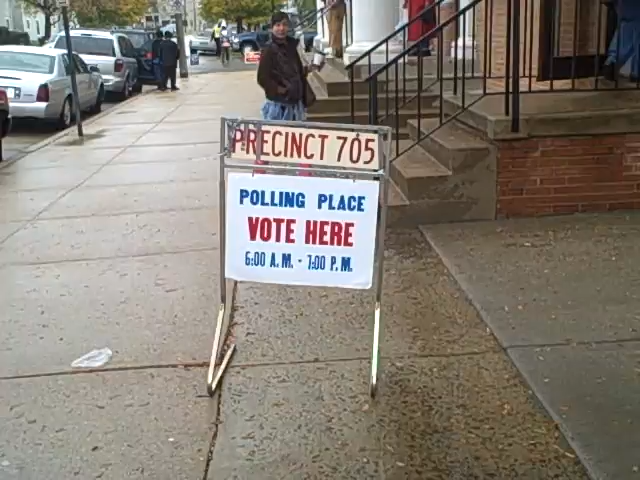 PRECINCT 705
POLLING PLACE
VOTE HERE
6:00 A.M. - 7:00 P.M.